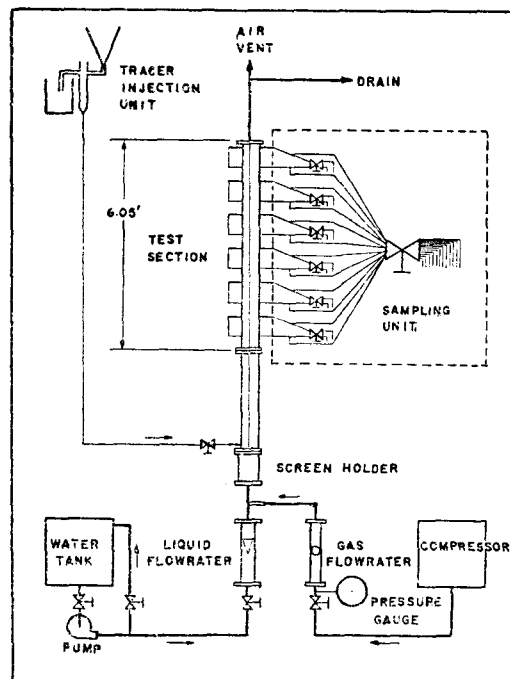 AIR
VENT
DRAIN
TRACER
INJECTION
UNIT
6.05'
TEST
SECTION
SAMPLING
UNIT
SCREEN HOLDER
WATER
TANK
LIQUID
FLOWRATER
GAS
FLOWRATER
COMPRESSOR
PRESSURE
GAUGE
PUMP